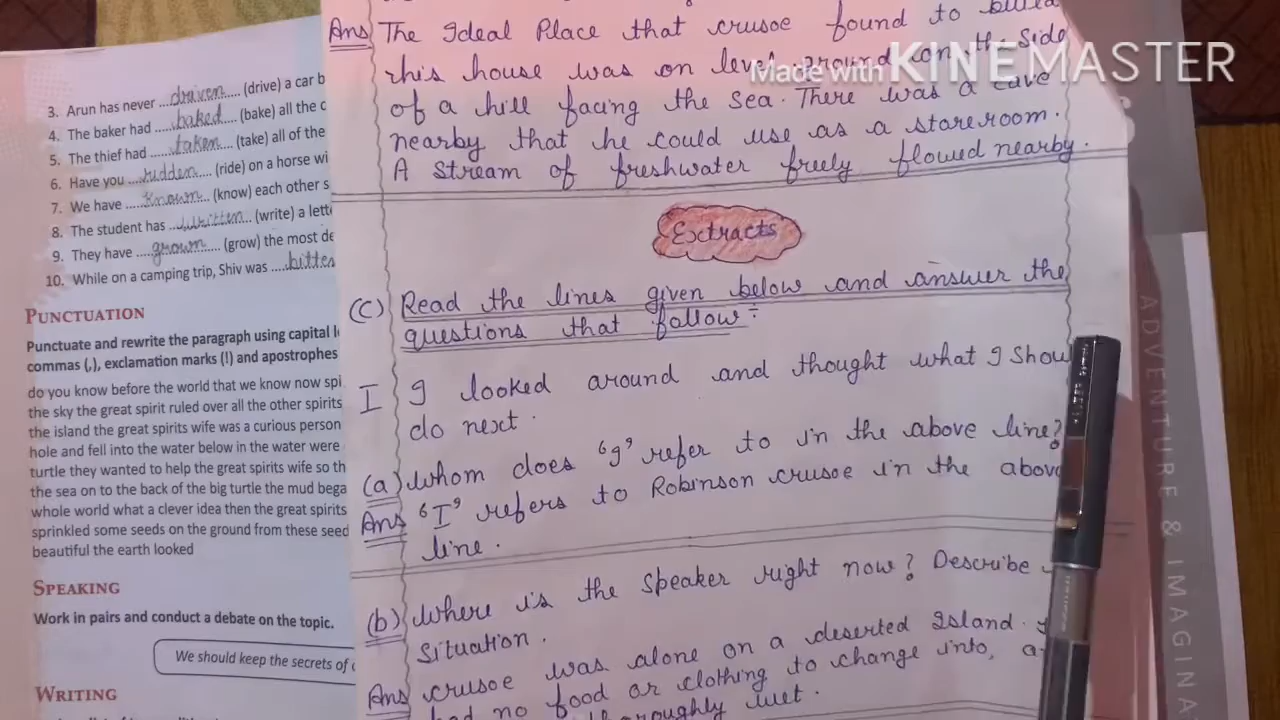 3. Arun has never ...driven... (drive) a car b
4. The baker had ...baked... (bake) all the c
5. The thief had ...taken... (take) all of the
6. Have you ...ridden... (ride) on a horse wi
7. We have ...known... (know) each other s
8. The student has ...written... (write) a lette
9. They have ...grown... (grow) the most de
10. While on a camping trip, Shiv was ...bitten
PUNCTUATION
Punctuate and rewrite the paragraph using capital l
commas (,), exclamation marks (!) and apostrophes
do you know before the world that we know now spi
the sky the great spirit ruled over all the other spirits
the island the great spirits wife was a curious person
hole and fell into the water below in the water were
turtle they wanted to help the great spirits wife so th
the sea on to the back of the big turtle the mud bega
whole world what a clever idea then the great spirits
sprinkled some seeds on the ground from these seed
beautiful the earth looked
SPEAKING
Work in pairs and conduct a debate on the topic.
We should keep the secrets of
WRITING
Ans The Ideal Place that crusoe found to build
his house was on level ground on the side
of a hill facing the sea. There was a cave
nearby that he could use as a storeroom.
A stream of freshwater freely flowed nearby.
Extracts
(C) Read the lines given below and answer the
questions that follow:-
I I looked around and thought what I shou
do next.
(a) Whom does 'I' refer to in the above line?
Ans 'I' refers to Robinson crusoe in the above
line.
(b) Where is the speaker right now? Describe
situation.
Ans crusoe was alone on a deserted Island.
had no food or clothing to change into, a
thoroughly wet.
Made with KINEMASTER
ADVENTURE & IMAGINA